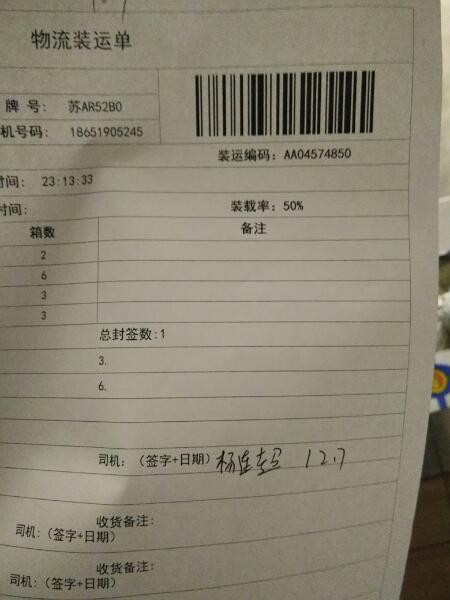 物流装运单
牌 号: 苏AR52B0
机号码: 18651905245
装运编码: AA04574850
时间: 23:13:33
时间:
装载率: 50%
箱数 备注
2
6
3
3
总封签数:1
3.
6.
司机: (签字+日期) 杨连超 12.7
收货备注:
司机: (签字+日期)
收货备注:
司机: (签字+日期)